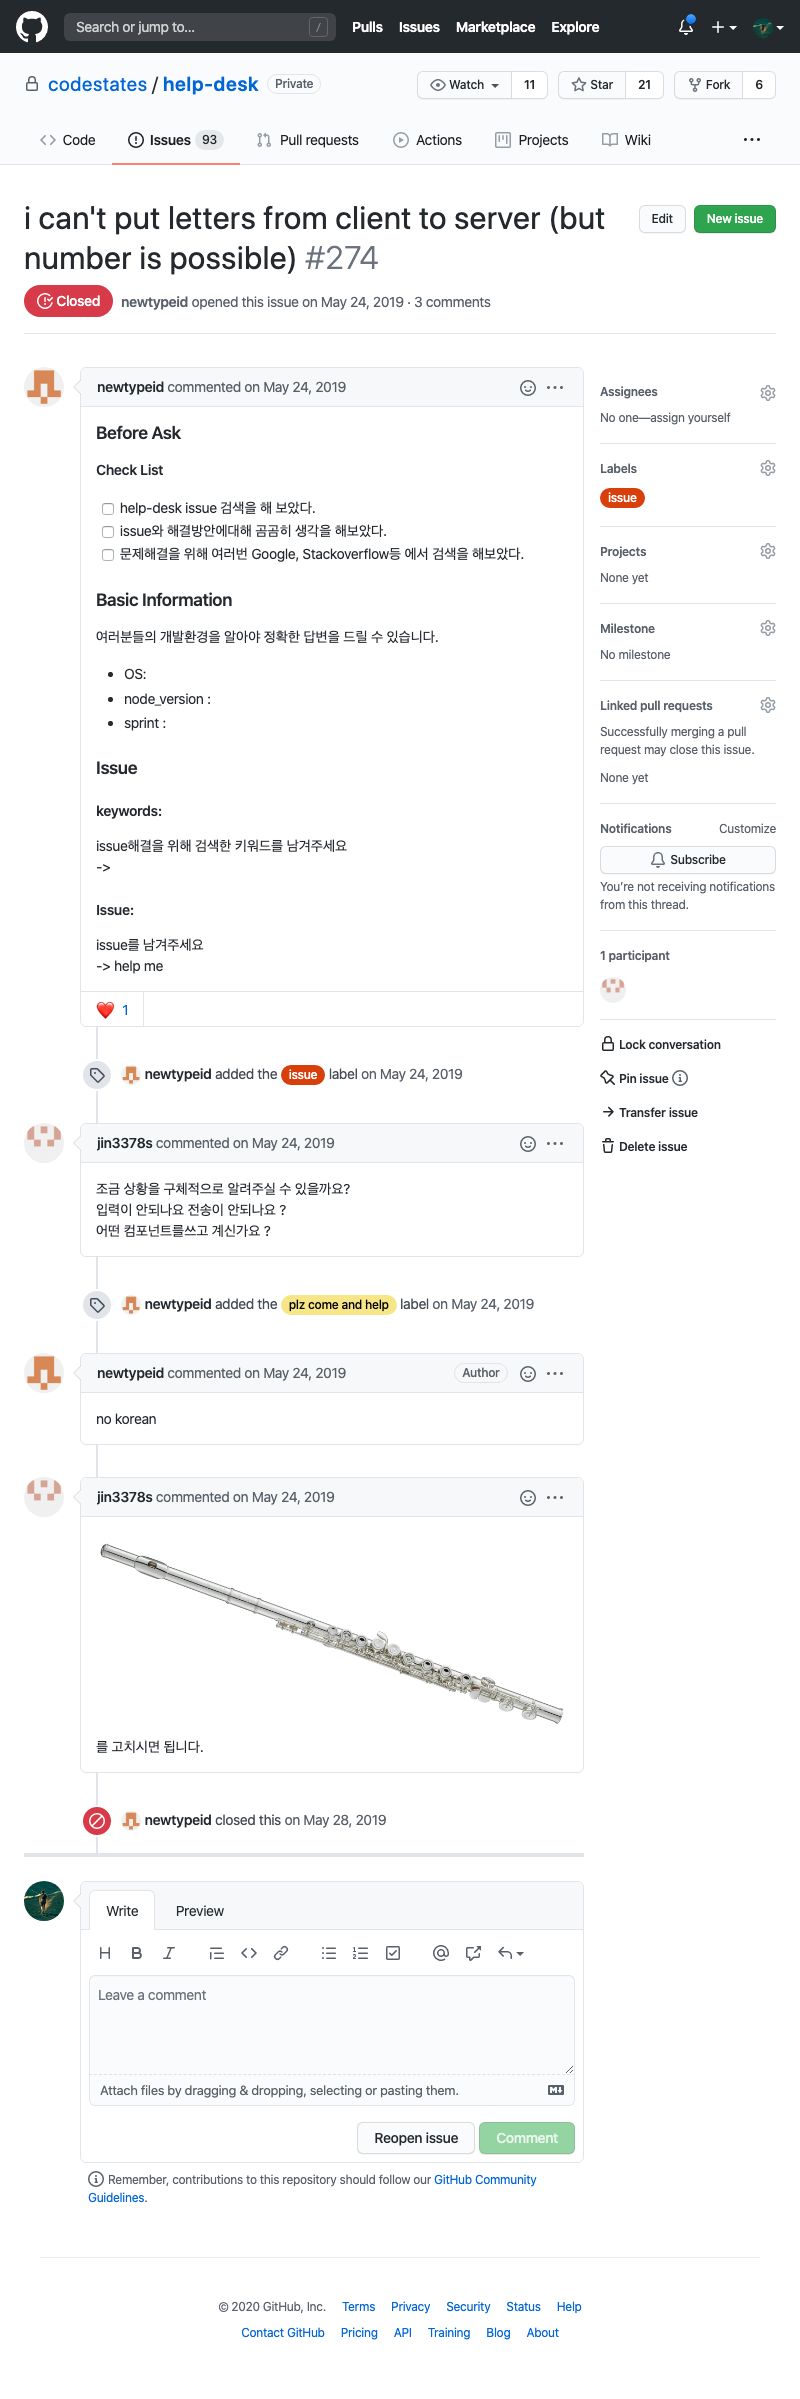 Search or jump to... /
Pulls Issues Marketplace Explore
codestates / help-desk Private
Watch 11 Star 21 Fork 6
Code Issues 93 Pull requests Actions Projects Wiki
i can't put letters from client to server (but
number is possible) #274
Edit New issue
Closed newtypeid opened this issue on May 24, 2019 · 3 comments
newtypeid commented on May 24, 2019
Before Ask
Check List
help-desk issue 검색을 해 보았다.
issue와 해결방안에대해 곰곰히 생각을 해보았다.
문제해결을 위해 여러번 Google, Stackoverflow등 에서 검색을 해보았다.
Basic Information
여러분들의 개발환경을 알아야 정확한 답변을 드릴 수 있습니다.
• OS:
• node_version :
• sprint :
Issue
keywords:
issue해결을 위해 검색한 키워드를 남겨주세요
->
Issue:
issue를 남겨주세요
-> help me
❤️ 1
newtypeid added the issue label on May 24, 2019
jin3378s commented on May 24, 2019
조금 상황을 구체적으로 알려주실 수 있을까요?
입력이 안되나요 전송이 안되나요 ?
어떤 컴포넌트를쓰고 계신가요 ?
newtypeid added the plz come and help label on May 24, 2019
newtypeid commented on May 24, 2019 Author
no korean
jin3378s commented on May 24, 2019
를 고치시면 됩니다.
newtypeid closed this on May 28, 2019
Write Preview
H B I
Leave a comment
Attach files by dragging & dropping, selecting or pasting them.
Reopen issue Comment
Remember, contributions to this repository should follow our GitHub Community
Guidelines.
Assignees
No one—assign yourself
Labels
issue
Projects
None yet
Milestone
No milestone
Linked pull requests
Successfully merging a pull
request may close this issue.
None yet
Notifications Customize
Subscribe
You're not receiving notifications
from this thread.
1 participant
Lock conversation
Pin issue
Transfer issue
Delete issue
© 2020 GitHub, Inc. Terms Privacy Security Status Help
Contact GitHub Pricing API Training Blog About